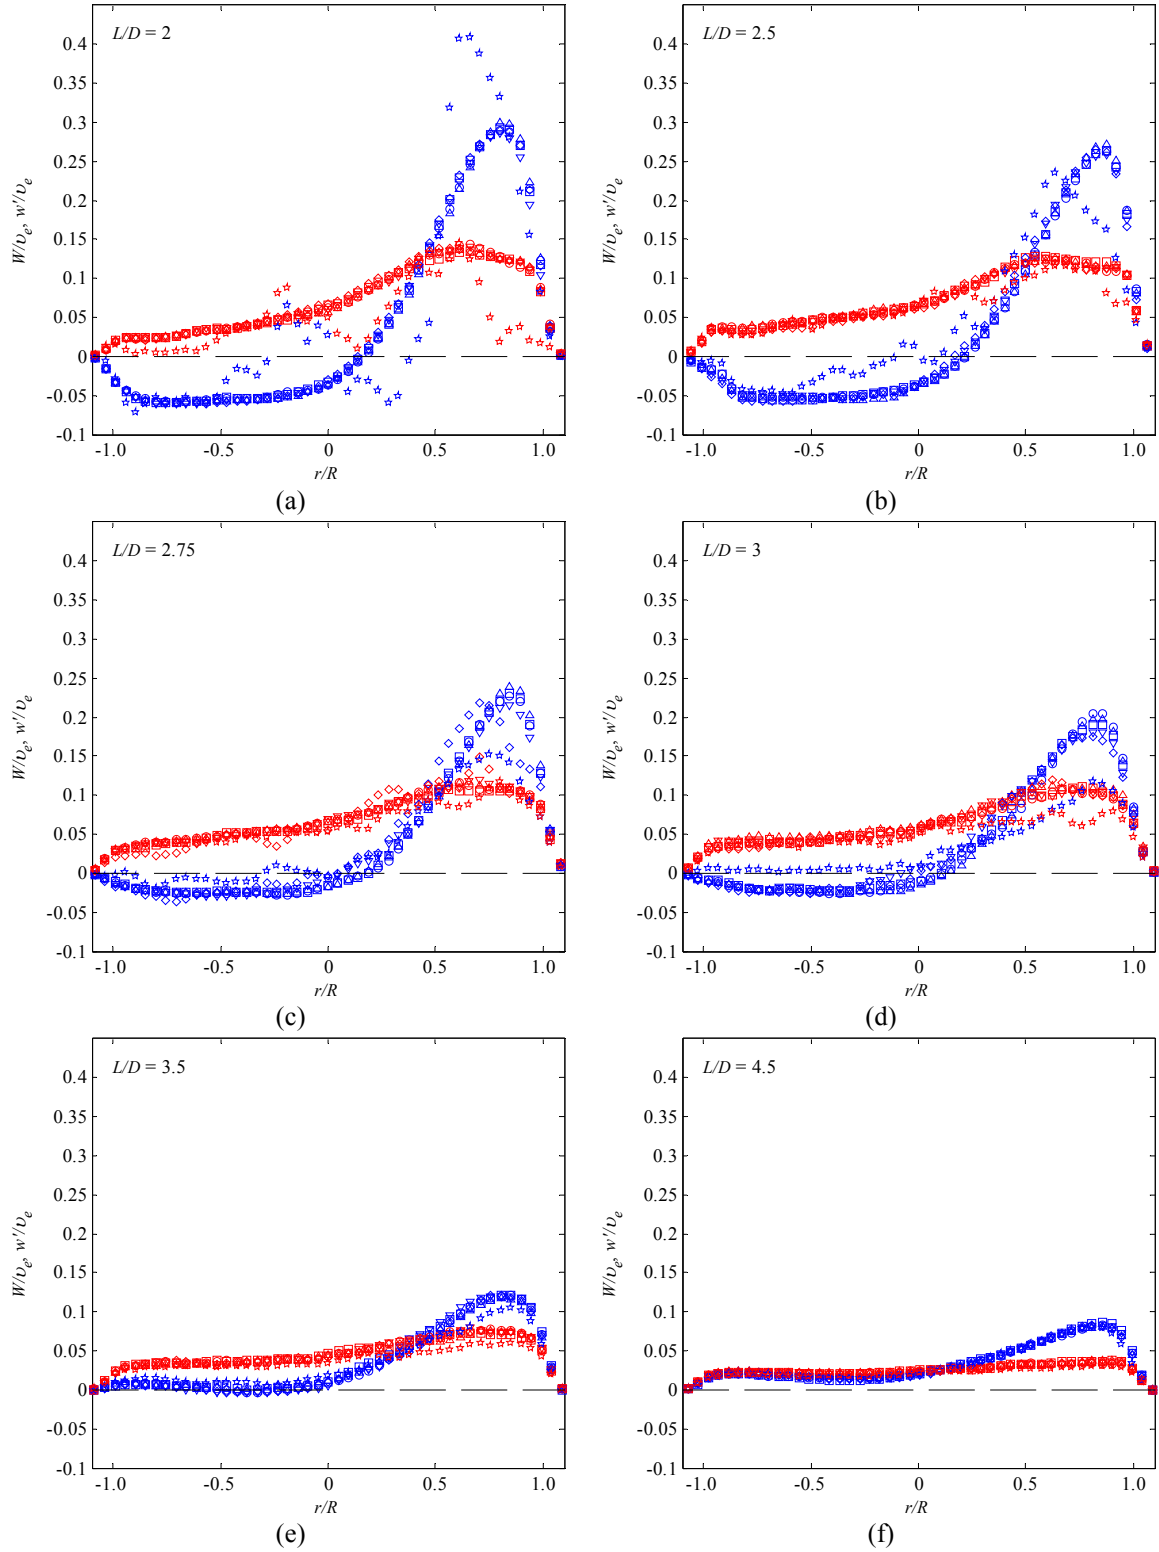 L/D = 2
0.4
0.35
0.3
0.25
0.2
0.15
0.1
0.05
0
-0.05
-0.1
W/υe, w'/υe
-1.0 -0.5 0 0.5 1.0
r/R
(a)
L/D = 2.5
0.4
0.35
0.3
0.25
0.2
0.15
0.1
0.05
0
-0.05
-0.1
W/υe, w'/υe
-1.0 -0.5 0 0.5 1.0
r/R
(b)
L/D = 2.75
0.4
0.35
0.3
0.25
0.2
0.15
0.1
0.05
0
-0.05
-0.1
W/υe, w'/υe
-1.0 -0.5 0 0.5 1.0
r/R
(c)
L/D = 3
0.4
0.35
0.3
0.25
0.2
0.15
0.1
0.05
0
-0.05
-0.1
W/υe, w'/υe
-1.0 -0.5 0 0.5 1.0
r/R
(d)
L/D = 3.5
0.4
0.35
0.3
0.25
0.2
0.15
0.1
0.05
0
-0.05
-0.1
W/υe, w'/υe
-1.0 -0.5 0 0.5 1.0
r/R
(e)
L/D = 4.5
0.4
0.35
0.3
0.25
0.2
0.15
0.1
0.05
0
-0.05
-0.1
W/υe, w'/υe
-1.0 -0.5 0 0.5 1.0
r/R
(f)